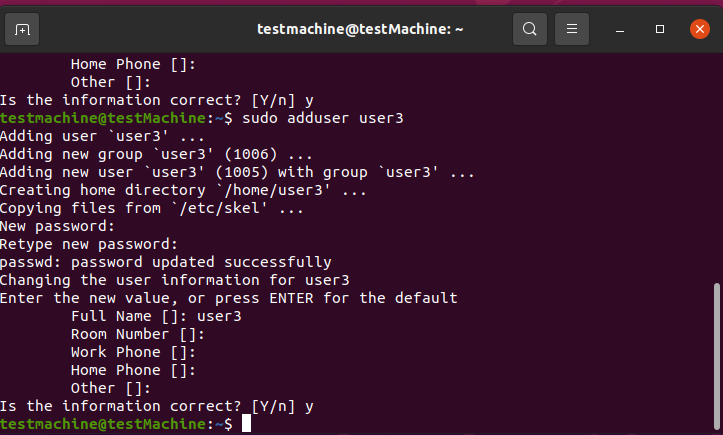 testmachine@testMachine: ~
Home Phone []:
Other []:
Is the information correct? [Y/n] y
testmachine@testMachine:~$ sudo adduser user3
Adding user `user3' ...
Adding new group `user3' (1006) ...
Adding new user `user3' (1005) with group `user3' ...
Creating home directory `/home/user3' ...
Copying files from `/etc/skel' ...
New password:
Retype new password:
passwd: password updated successfully
Changing the user information for user3
Enter the new value, or press ENTER for the default
Full Name []: user3
Room Number []:
Work Phone []:
Home Phone []:
Other []:
Is the information correct? [Y/n] y
testmachine@testMachine:~$